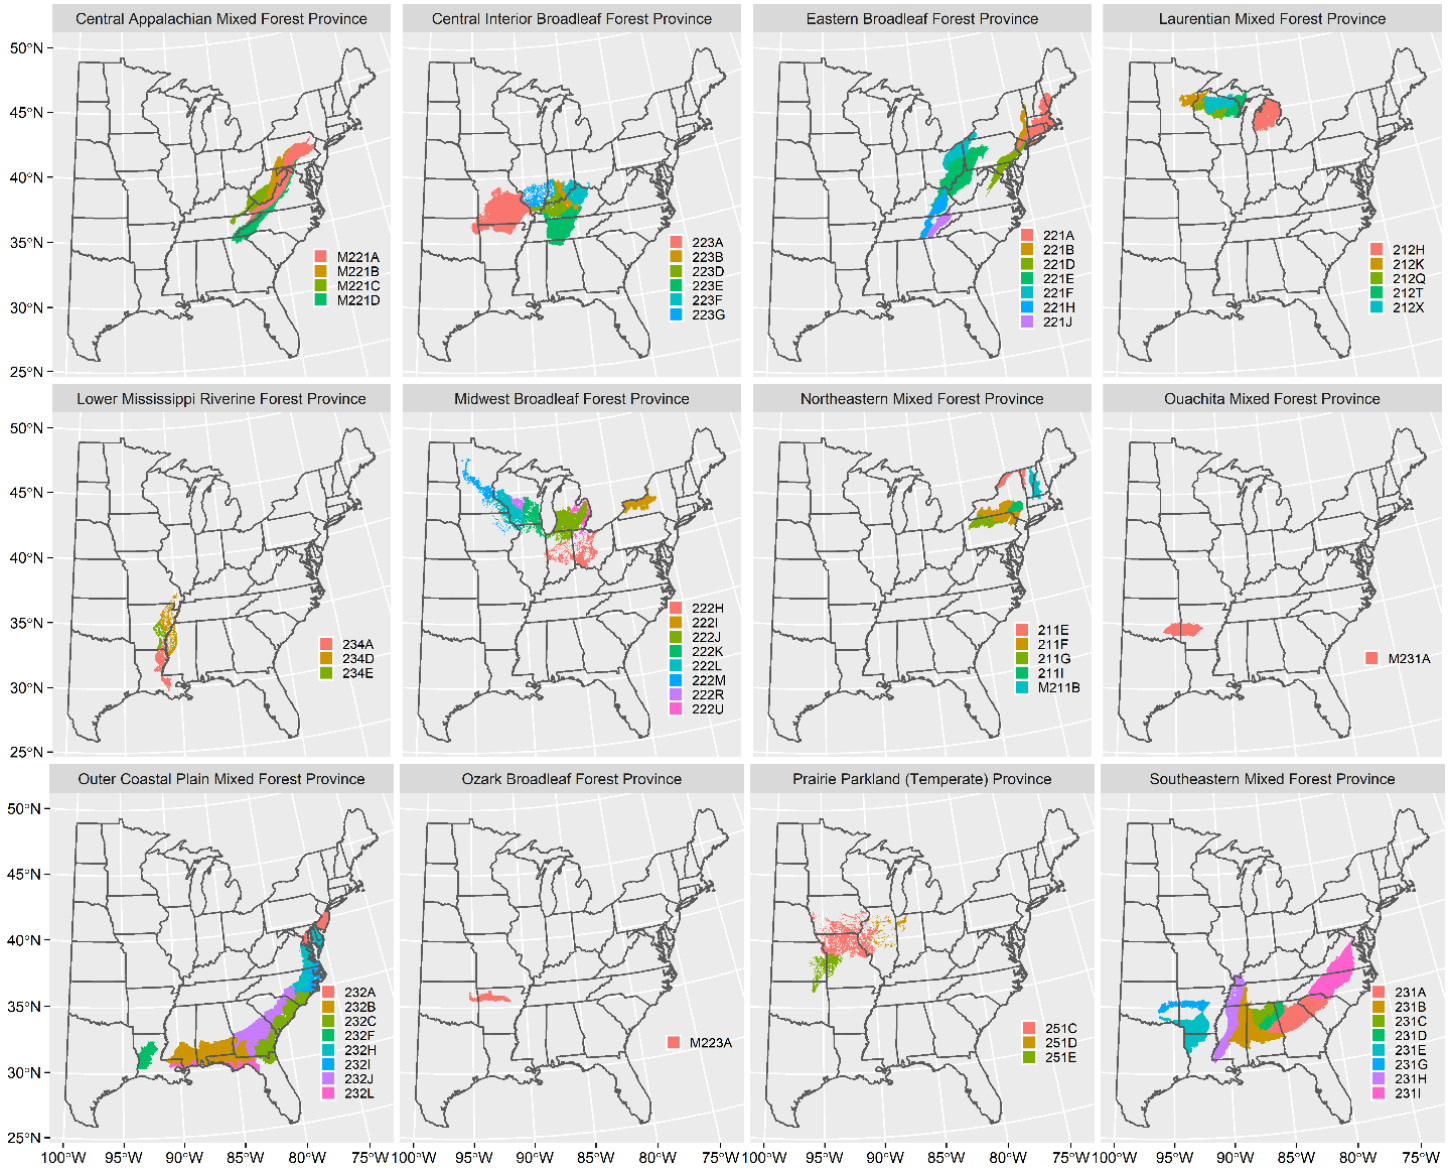 Central Appalachian Mixed Forest Province
Central Interior Broadleaf Forest Province
Eastern Broadleaf Forest Province
Laurentian Mixed Forest Province
50°N
45°N
40°N
35°N
30°N
25°N
M221A
M221B
M221C
M221D
223A
223B
223D
223E
223F
223G
221A
221B
221D
221E
221F
221H
221J
212H
212K
212Q
212T
212X
Lower Mississippi Riverine Forest Province
Midwest Broadleaf Forest Province
Northeastern Mixed Forest Province
Ouachita Mixed Forest Province
50°N
45°N
40°N
35°N
30°N
25°N
234A
234D
234E
222H
222I
222J
222K
222L
222M
222R
222U
211E
211F
211G
211I
M211B
M231A
Outer Coastal Plain Mixed Forest Province
Ozark Broadleaf Forest Province
Prairie Parkland (Temperate) Province
Southeastern Mixed Forest Province
50°N
45°N
40°N
35°N
30°N
25°N
232A
232B
232C
232F
232H
232I
232J
232L
M223A
251C
251D
251E
231A
231B
231C
231D
231E
231G
231H
231I
100°W 95°W 90°W 85°W 80°W 75°W
100°W 95°W 90°W 85°W 80°W 75°W
100°W 95°W 90°W 85°W 80°W 75°W
100°W 95°W 90°W 85°W 80°W 75°W